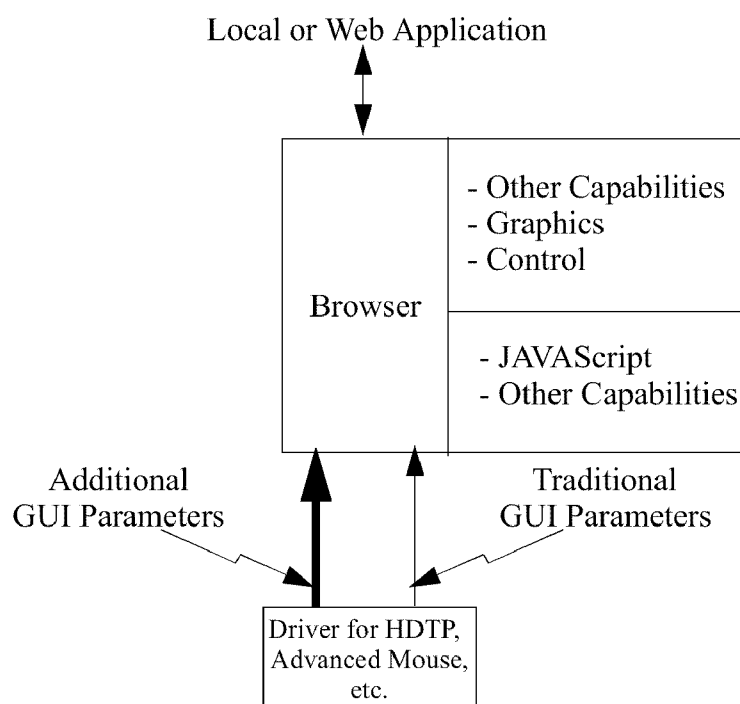 Local or Web Application
- Other Capabilities
- Graphics
- Control
Browser
- JAVAScript
- Other Capabilities
Additional
GUI Parameters
Traditional
GUI Parameters
Driver for HDTP,
Advanced Mouse,
etc.